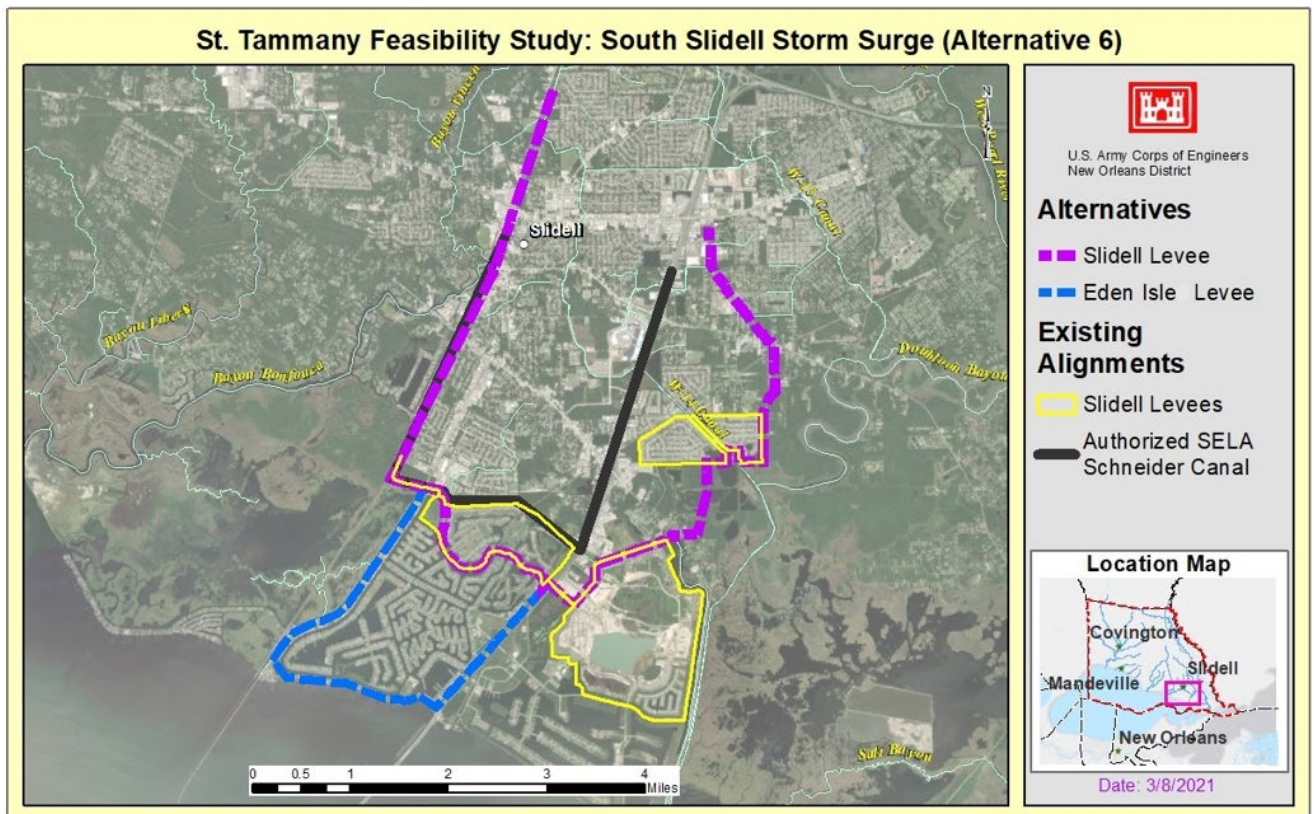 St. Tammany Feasibility Study: South Slidell Storm Surge (Alternative 6)
Bayou Vincent
N
W-15 Canal
Slidell
Bayou Liberty
Bayou Bonfouca
Doubloon Bayou
W-14 Canal
Salt Bayou
0 0.5 1 2 3 4
Miles
U.S. Army Corps of Engineers
New Orleans District
Alternatives
Slidell Levee
Eden Isle Levee
Existing
Alignments
Slidell Levees
Authorized SELA
Schneider Canal
Location Map
Covington
Slidell
Mandeville
New Orleans
Date: 3/8/2021